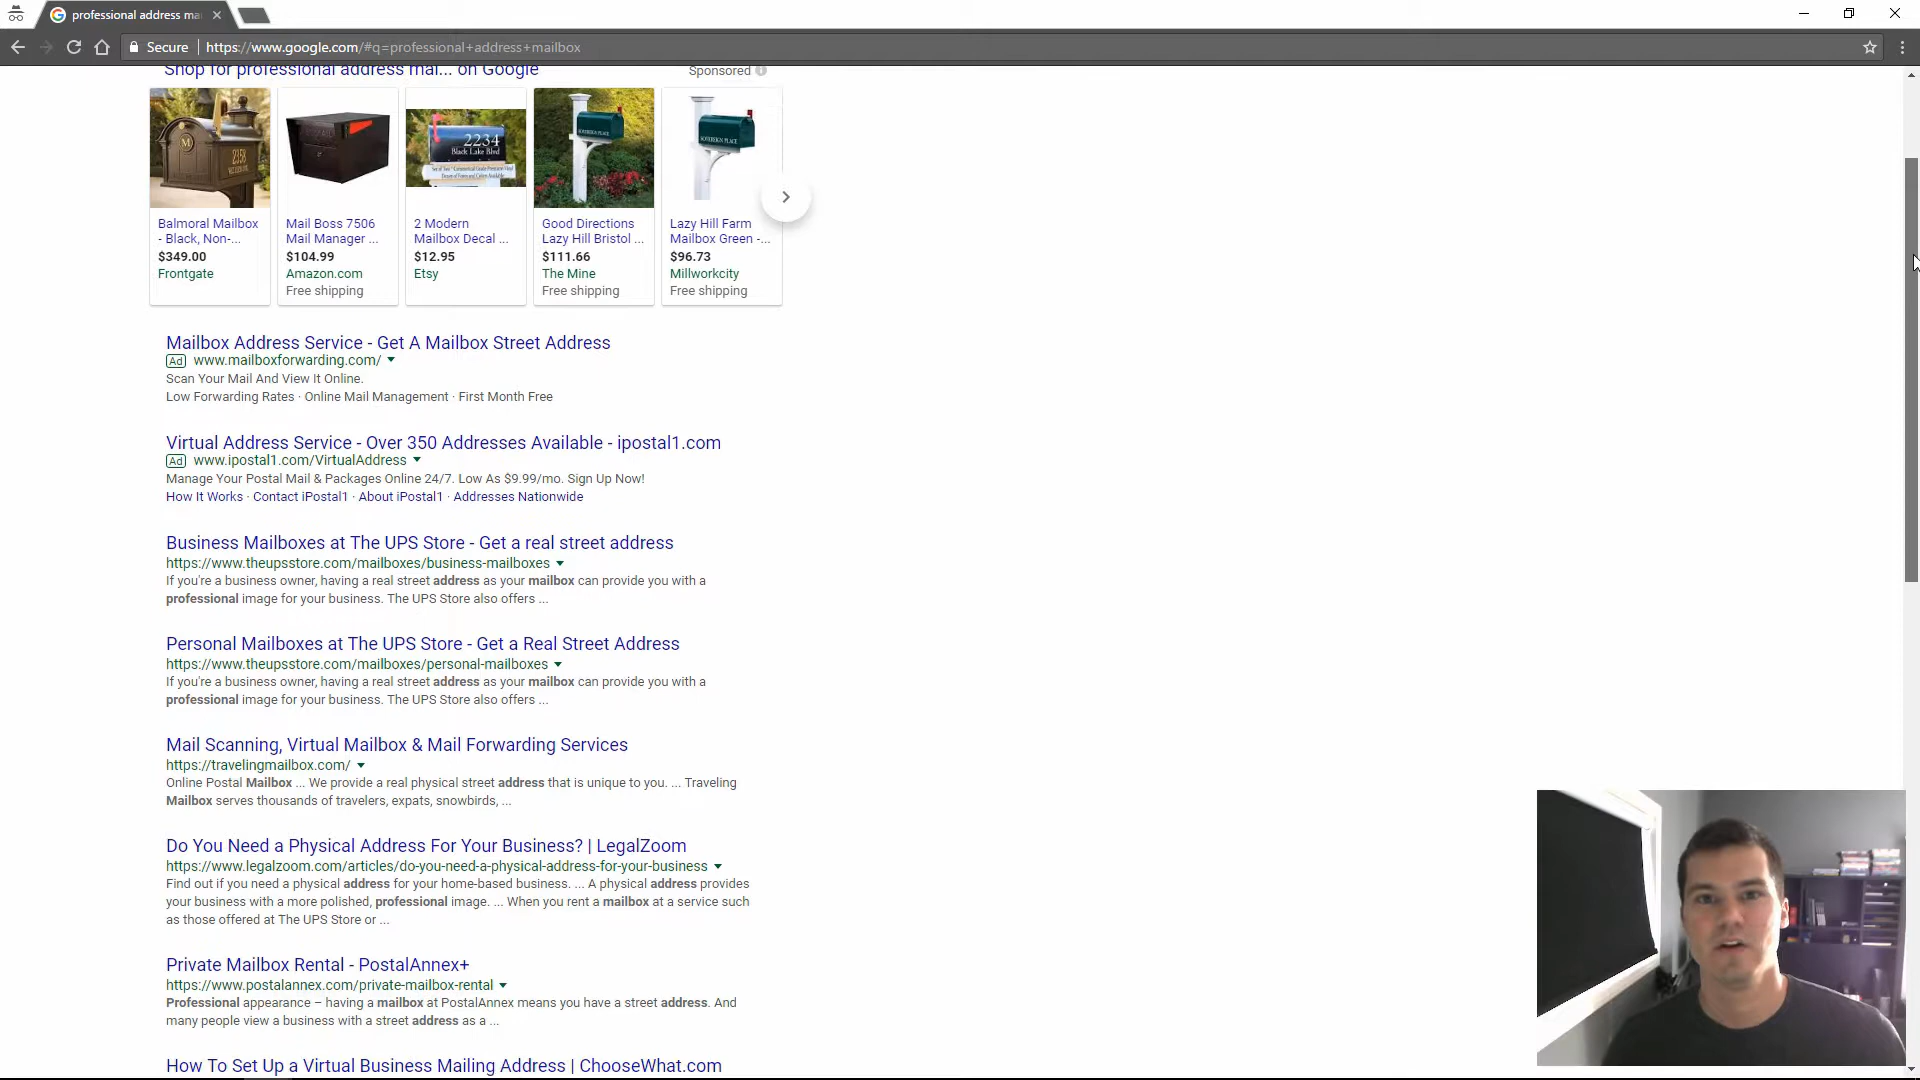 professional address ma
Secure
https://www.google.com/#q=professional+address+mailbox
Shop for professional address mai... on Google
Sponsored
M
2358
2234
Black Lake Blvd
SOVEREIGN PLACE
SOVEREIGN PLACE
Balmoral Mailbox
- Black, Non-...
$349.00
Frontgate
Mail Boss 7506
Mail Manager ...
$104.99
Amazon.com
Free shipping
2 Modern
Mailbox Decal ...
$12.95
Etsy
Good Directions
Lazy Hill Bristol ...
$111.66
The Mine
Free shipping
Lazy Hill Farm
Mailbox Green -...
$96.73
Millworkcity
Free shipping
Mailbox Address Service - Get A Mailbox Street Address
Ad www.mailboxforwarding.com/
Scan Your Mail And View It Online.
Low Forwarding Rates · Online Mail Management · First Month Free
Virtual Address Service - Over 350 Addresses Available - ipostal1.com
Ad www.ipostal1.com/VirtualAddress
Manage Your Postal Mail & Packages Online 24/7. Low As $9.99/mo. Sign Up Now!
How It Works · Contact iPostal1 · About iPostal1 · Addresses Nationwide
Business Mailboxes at The UPS Store - Get a real street address
https://www.theupsstore.com/mailboxes/business-mailboxes
If you're a business owner, having a real street address as your mailbox can provide you with a
professional image for your business. The UPS Store also offers ...
Personal Mailboxes at The UPS Store - Get a Real Street Address
https://www.theupsstore.com/mailboxes/personal-mailboxes
If you're a business owner, having a real street address as your mailbox can provide you with a
professional image for your business. The UPS Store also offers ...
Mail Scanning, Virtual Mailbox & Mail Forwarding Services
https://travelingmailbox.com/
Online Postal Mailbox ... We provide a real physical street address that is unique to you. ... Traveling
Mailbox serves thousands of travelers, expats, snowbirds, ...
Do You Need a Physical Address For Your Business? | LegalZoom
https://www.legalzoom.com/articles/do-you-need-a-physical-address-for-your-business
Find out if you need a physical address for your home-based business. ... A physical address provides
your business with a more polished, professional image. ... When you rent a mailbox at a service such
as those offered at The UPS Store or ...
Private Mailbox Rental - PostalAnnex+
https://www.postalannex.com/private-mailbox-rental
Professional appearance – having a mailbox at PostalAnnex means you have a street address. And
many people view a business with a street address as a ...
How To Set Up a Virtual Business Mailing Address | ChooseWhat.com